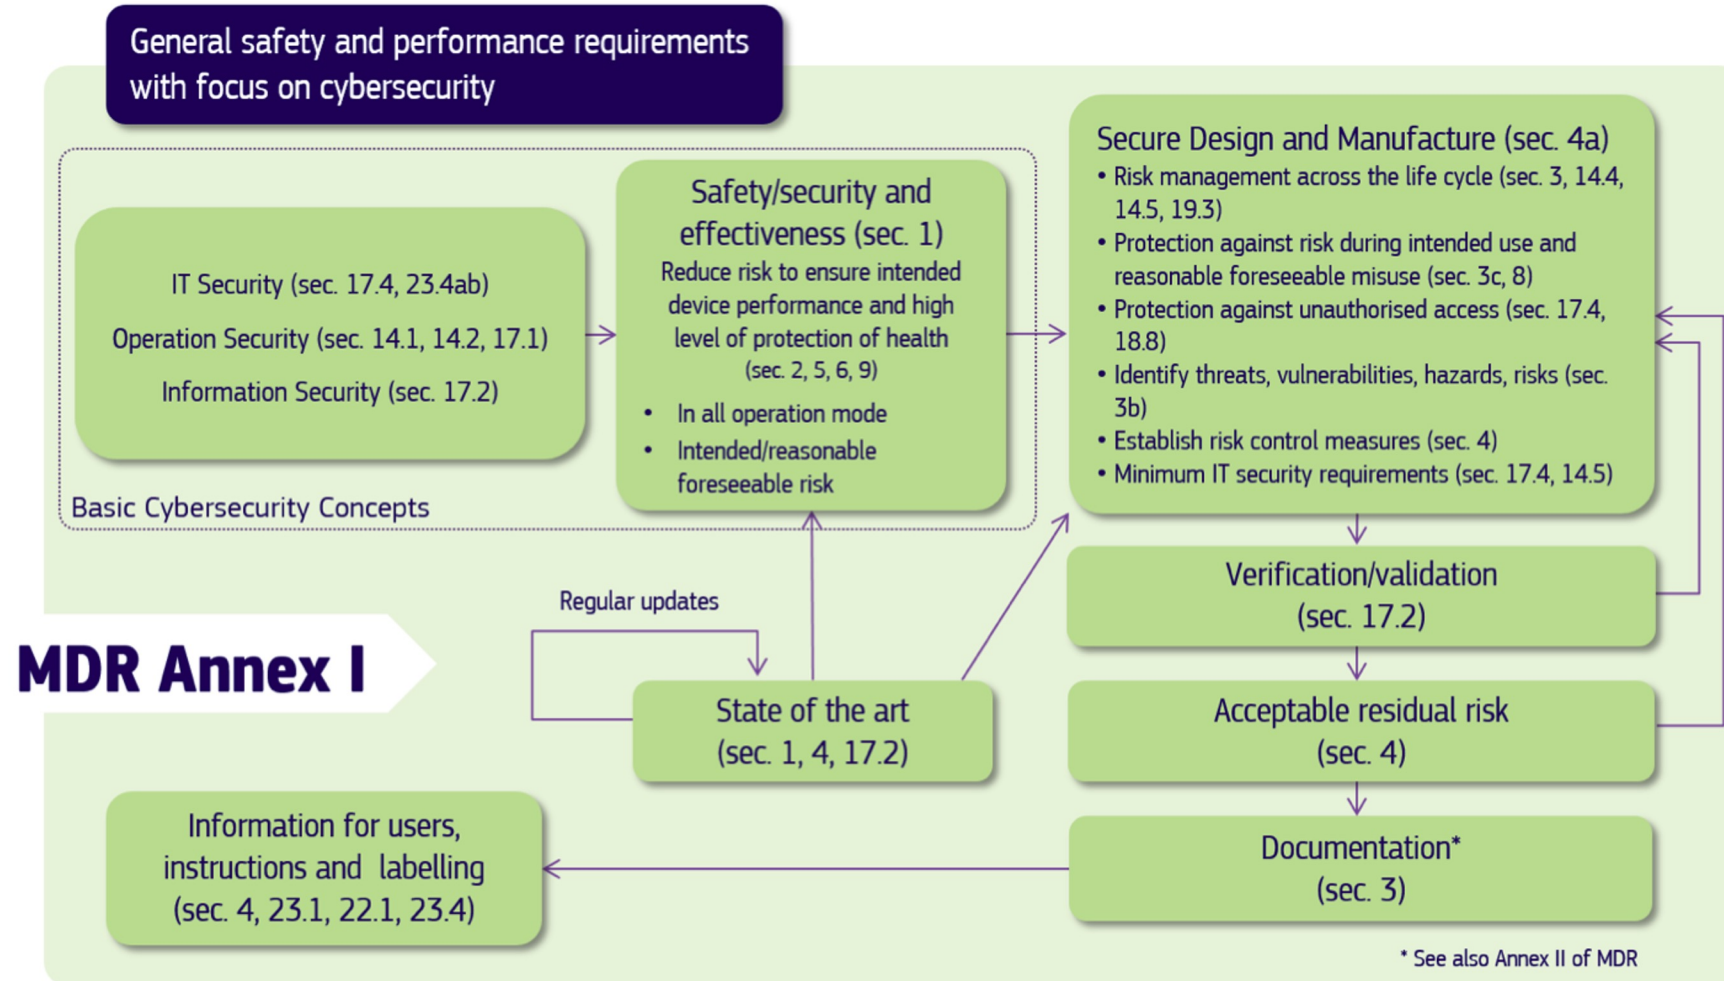 General safety and performance requirements
with focus on cybersecurity
IT Security (sec. 17.4, 23.4ab)
Operation Security (sec. 14.1, 14.2, 17.1)
Information Security (sec. 17.2)
Basic Cybersecurity Concepts
Safety/security and
effectiveness (sec. 1)
Reduce risk to ensure intended
device performance and high
level of protection of health
(sec. 2, 5, 6, 9)
• In all operation mode
• Intended/reasonable
foreseeable risk
Secure Design and Manufacture (sec. 4a)
• Risk management across the life cycle (sec. 3, 14.4,
14.5, 19.3)
• Protection against risk during intended use and
reasonable foreseeable misuse (sec. 3c, 8)
• Protection against unauthorised access (sec. 17.4,
18.8)
• Identify threats, vulnerabilities, hazards, risks (sec.
3b)
• Establish risk control measures (sec. 4)
• Minimum IT security requirements (sec. 17.4, 14.5)
Verification/validation
(sec. 17.2)
Regular updates
MDR Annex I
State of the art
(sec. 1, 4, 17.2)
Acceptable residual risk
(sec. 4)
Information for users,
instructions and labelling
(sec. 4, 23.1, 22.1, 23.4)
Documentation*
(sec. 3)
* See also Annex II of MDR